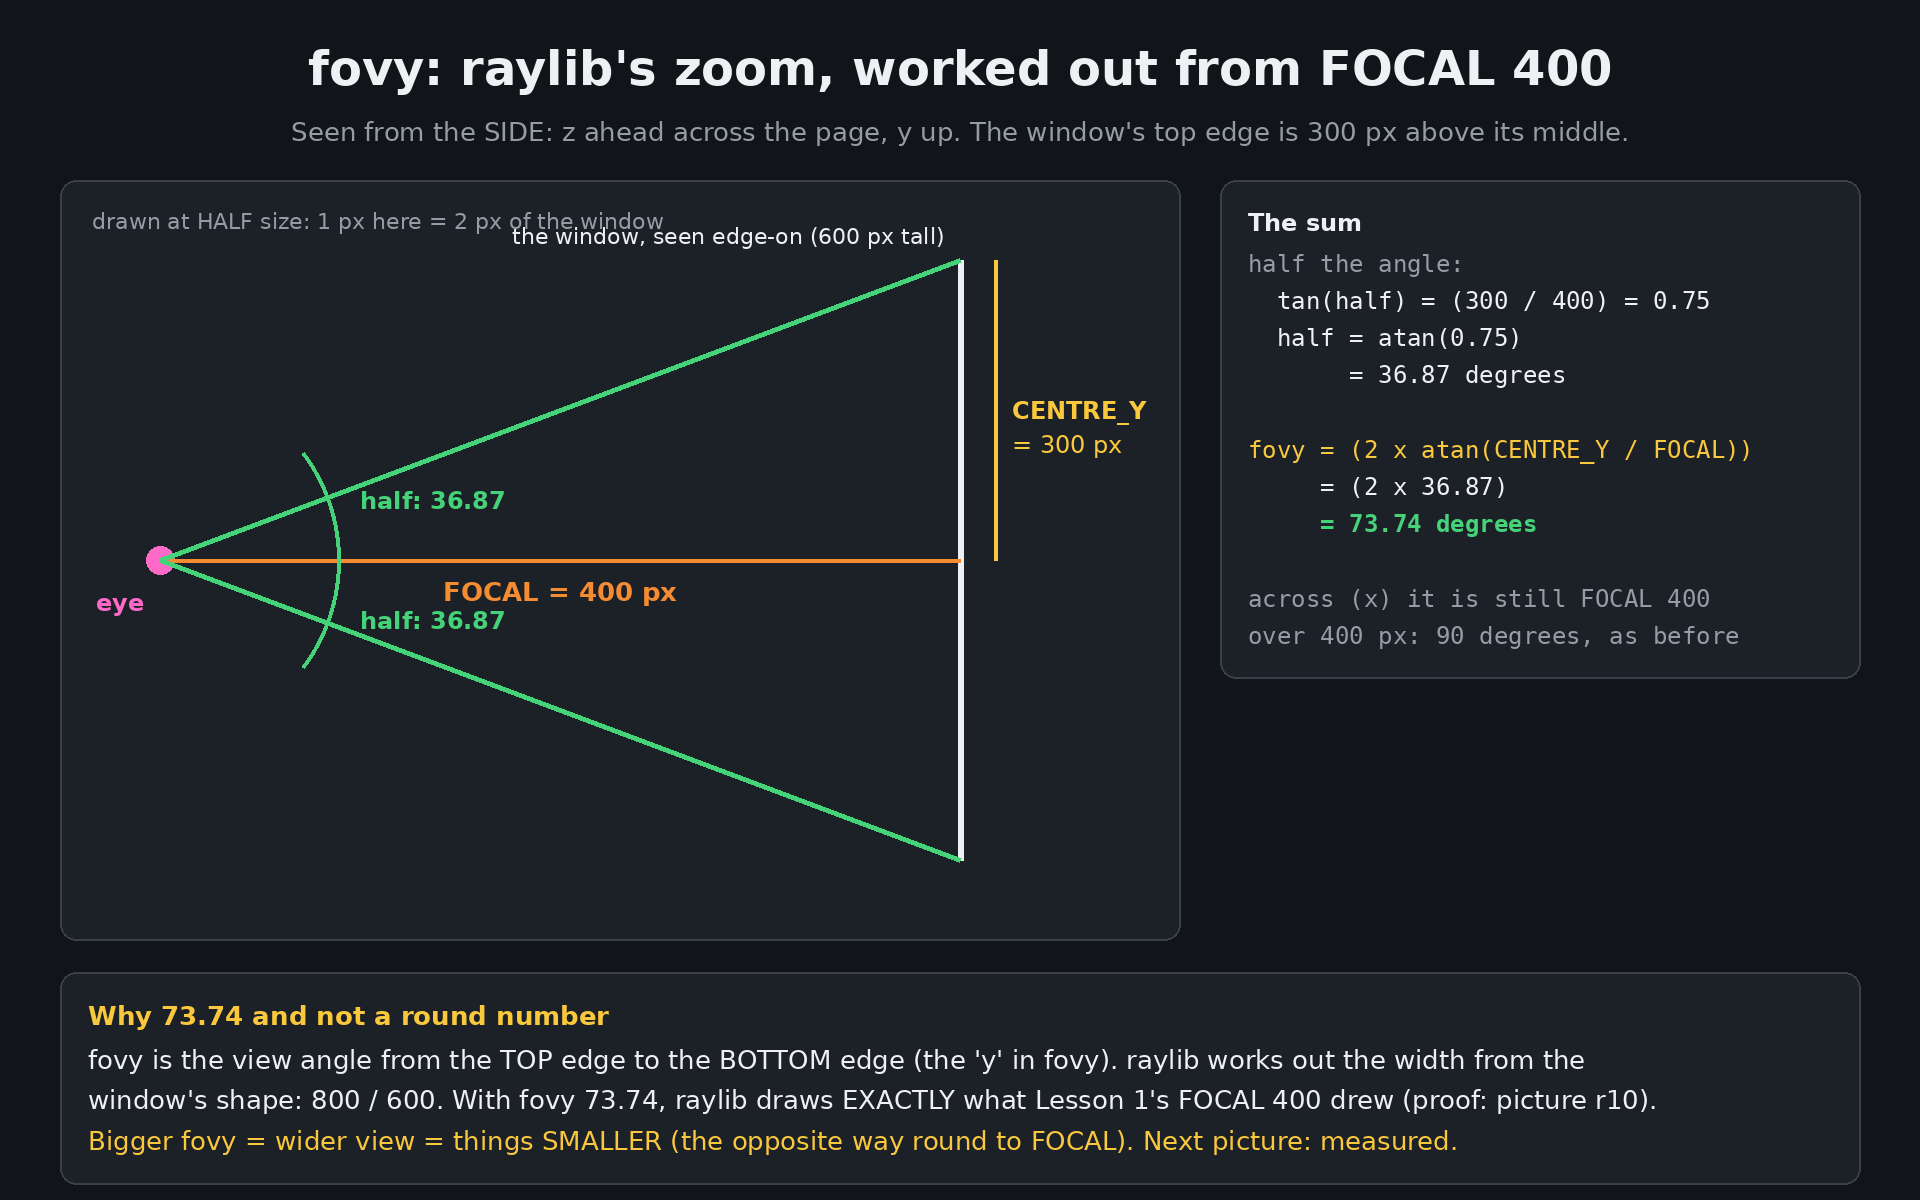 fovy: raylib's zoom, worked out from FOCAL 400
Seen from the SIDE: z ahead across the page, y up. The window's top edge is 300 px above its middle.
drawn at HALF size: 1 px here = 2 px of the window
the window, seen edge-on (600 px tall)
CENTRE_Y
= 300 px
half: 36.87
eye
FOCAL = 400 px
half: 36.87
The sum
half the angle:
tan(half) = (300 / 400) = 0.75
half = atan(0.75)
= 36.87 degrees
fovy = (2 x atan(CENTRE_Y / FOCAL))
= (2 x 36.87)
= 73.74 degrees
across (x) it is still FOCAL 400
over 400 px: 90 degrees, as before
Why 73.74 and not a round number
fovy is the view angle from the TOP edge to the BOTTOM edge (the 'y' in fovy). raylib works out the width from the
window's shape: 800 / 600. With fovy 73.74, raylib draws EXACTLY what Lesson 1's FOCAL 400 drew (proof: picture r10).
Bigger fovy = wider view = things SMALLER (the opposite way round to FOCAL). Next picture: measured.